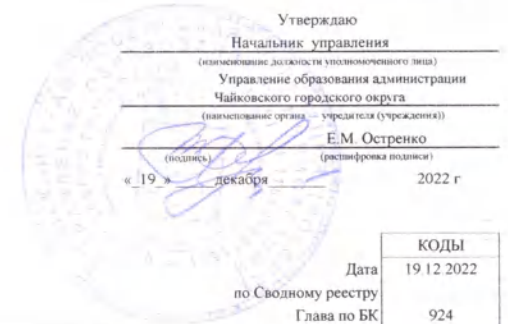 Утверждаю
Начальник управления
(наименование должности уполномоченного лица)
Управление образования администрации
Чайковского городского округа
(наименование органа – учредителя (учреждения))
Е.М. Остренко
(подпись) (расшифровка подписи)
« 19 » декабря 2022 г
КОДЫ
Дата 19.12.2022
по Сводному реестру
Глава по БК 924